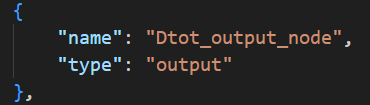 {
"name": "Dtot_output_node",
"type": "output"
},